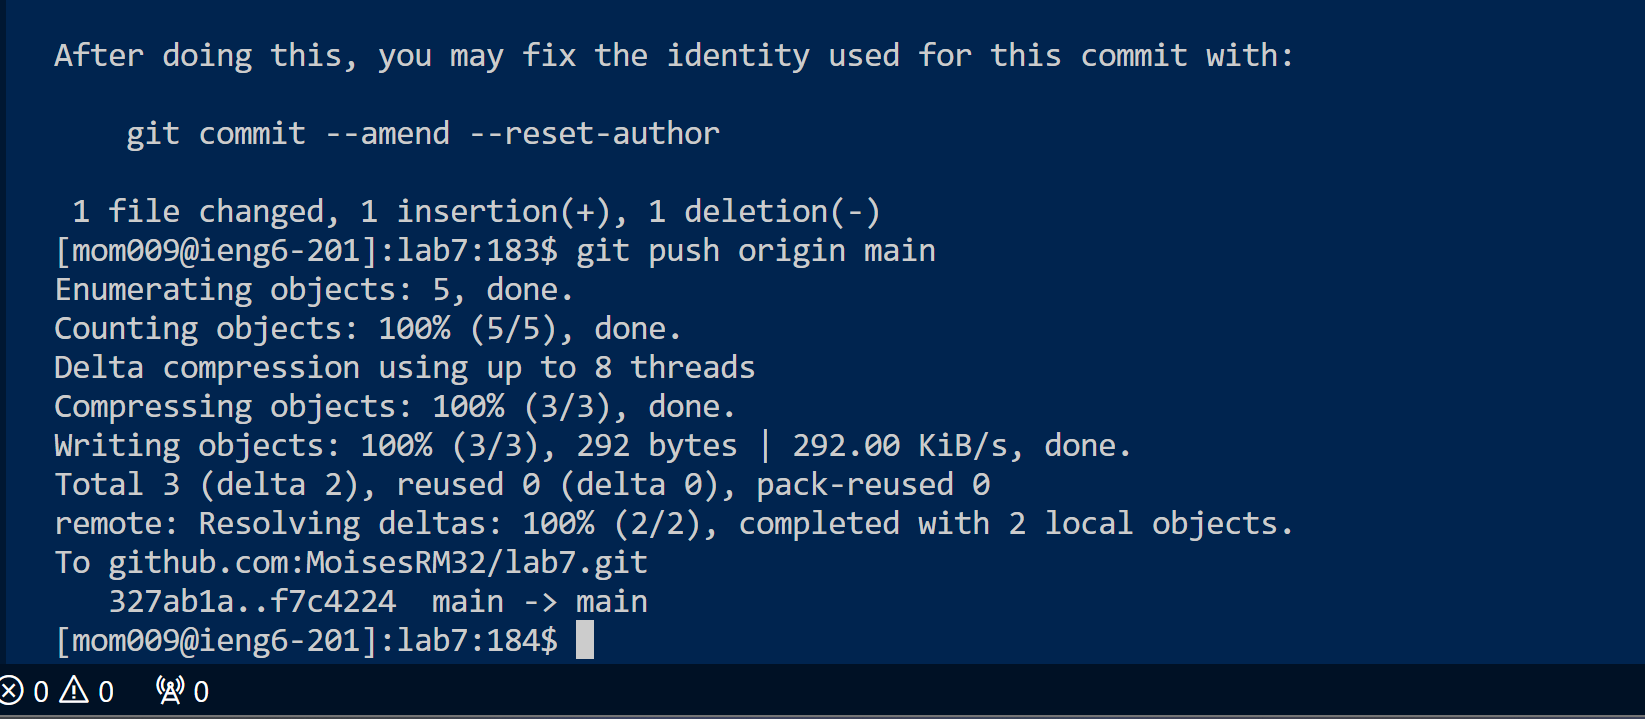 After doing this, you may fix the identity used for this commit with:
git commit --amend --reset-author
1 file changed, 1 insertion(+), 1 deletion(-)
[mom009@ieng6-201]:lab7:183$ git push origin main
Enumerating objects: 5, done.
Counting objects: 100% (5/5), done.
Delta compression using up to 8 threads
Compressing objects: 100% (3/3), done.
Writing objects: 100% (3/3), 292 bytes | 292.00 KiB/s, done.
Total 3 (delta 2), reused 0 (delta 0), pack-reused 0
remote: Resolving deltas: 100% (2/2), completed with 2 local objects.
To github.com:MoisesRM32/lab7.git
327ab1a..f7c4224  main -> main
[mom009@ieng6-201]:lab7:184$
0 0 0